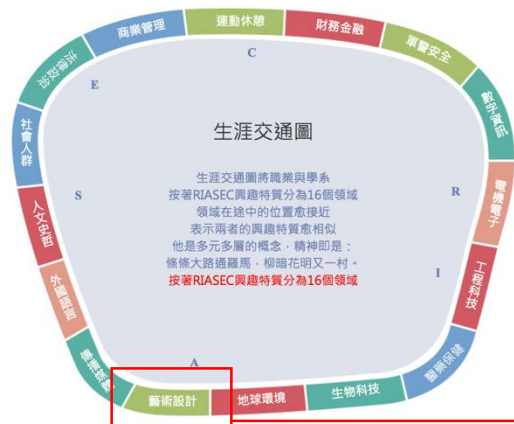 運動休憩
財務金融
軍警安全
數字資訊
電機電子
工程科技
醫藥保健
生物科技
地球環境
藝術設計
外國語言
人文史哲
社會人群
法律政治
商業管理
C
E
S
R
I
A
生涯交通圖
生涯交通圖將職業與學系
按著RIASEC興趣特質分為16個領域
領域在途中的位置愈接近
表示兩者的興趣特質愈相似
他是多元多層的概念，精神即是：
條條大路通羅馬，柳暗花明又一村。
按著RIASEC興趣特質分為16個領域